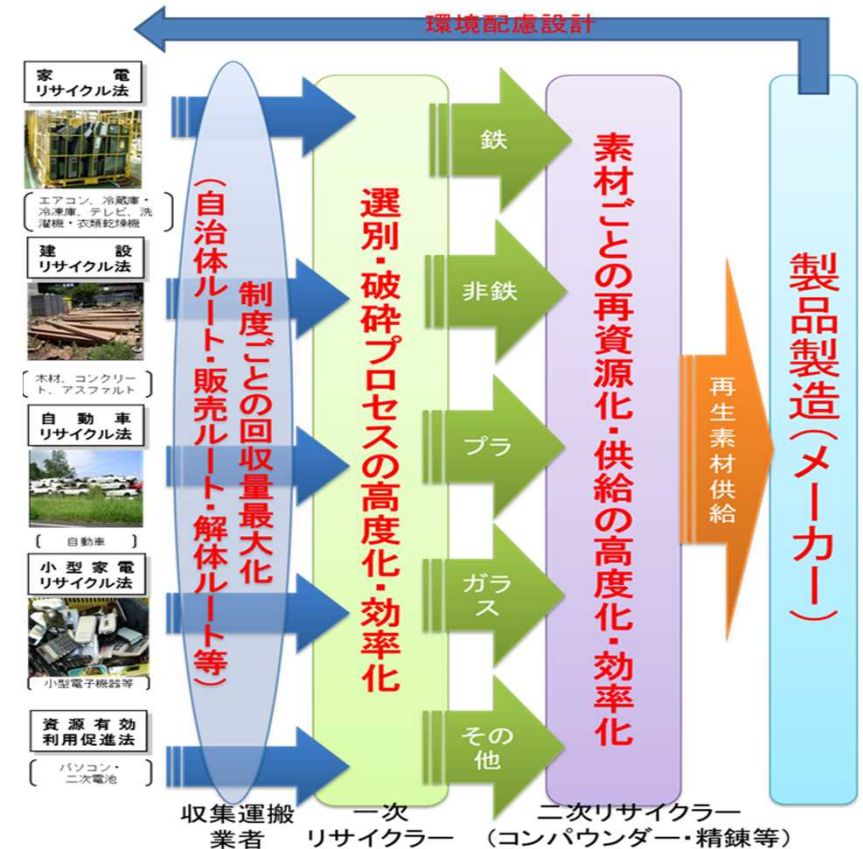 環境配慮設計
家電
リサイクル法
エアコン、冷蔵庫・
冷凍庫、テレビ、洗
濯機・衣類乾燥機
建設
リサイクル法
木材、コンクリー
ト、アスファルト
自動車
リサイクル法
自動車
小型家電
リサイクル法
小型電子機器等
資源有効
利用促進法
パソコン・
二次電池
制度ごとの回収量最大化
（自治体ルート・販売ルート・解体ルート等）
収集運搬
業者
選別・破砕プロセスの高度化・効率化
一次
リサイクラー
鉄
非鉄
プラ
ガラ
ス
その
他
素材ごとの再資源化・供給の高度化・効率化
二次リサイクラー
（コンパウンダー・精錬等）
再生素材供給
製品製造（メーカー）